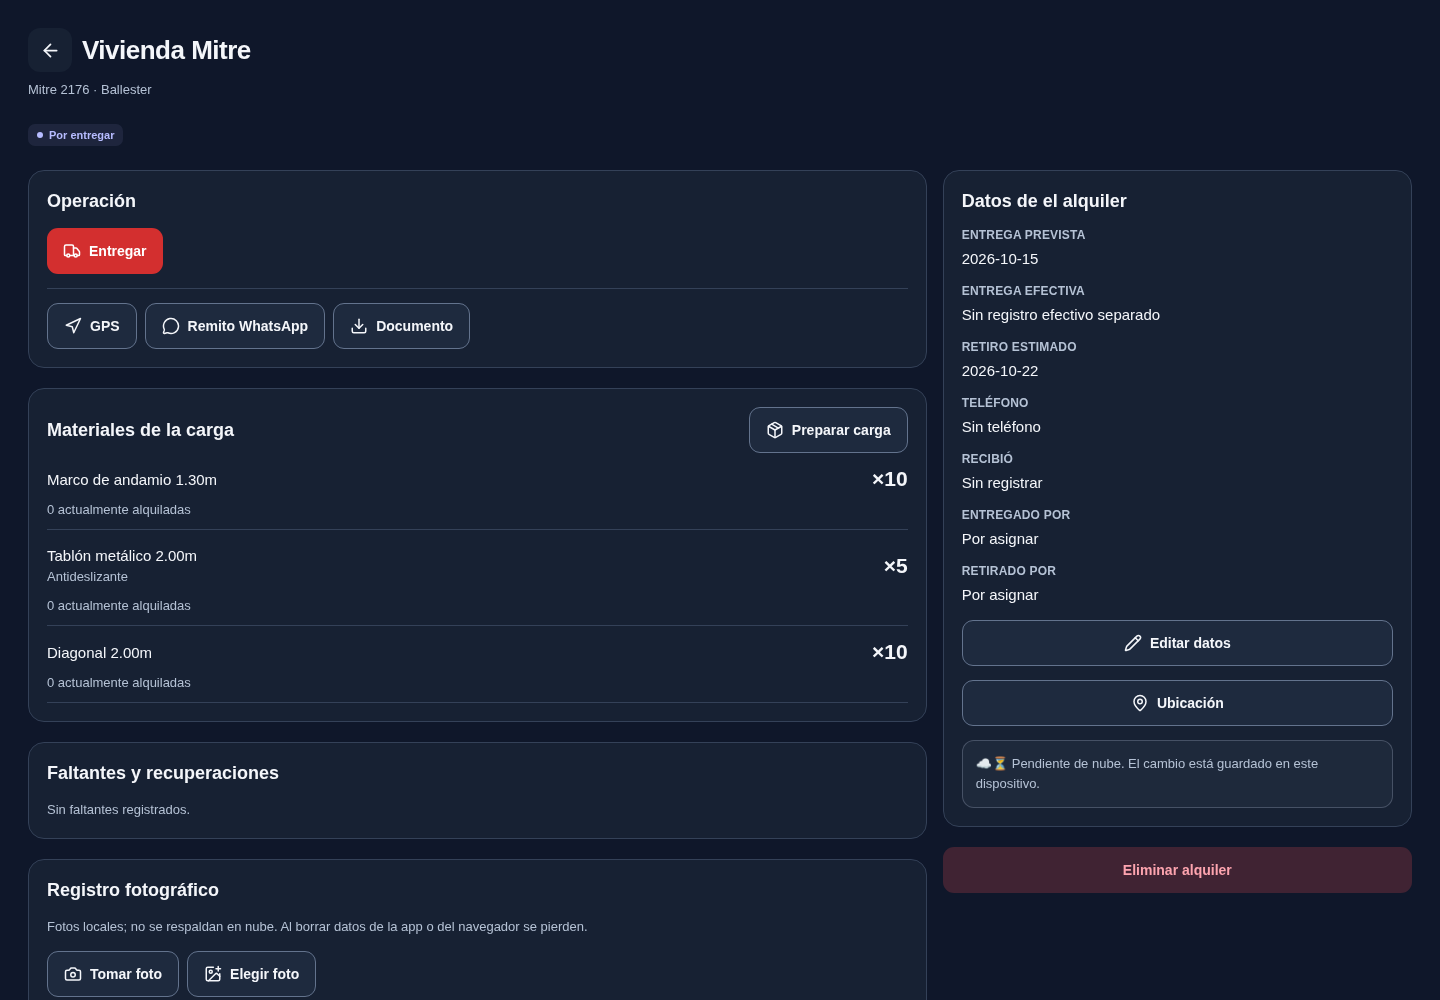 Vivienda Mitre
Mitre 2176 · Ballester
Por entregar
Operación
Entregar
GPS
Remito WhatsApp
Documento
Materiales de la carga
Preparar carga
Marco de andamio 1.30m
×10
0 actualmente alquiladas
Tablón metálico 2.00m
Antideslizante
×5
0 actualmente alquiladas
Diagonal 2.00m
×10
0 actualmente alquiladas
Faltantes y recuperaciones
Sin faltantes registrados.
Registro fotográfico
Fotos locales; no se respaldan en nube. Al borrar datos de la app o del navegador se pierden.
Tomar foto
Elegir foto
Datos de el alquiler
ENTREGA PREVISTA
2026-10-15
ENTREGA EFECTIVA
Sin registro efectivo separado
RETIRO ESTIMADO
2026-10-22
TELÉFONO
Sin teléfono
RECIBIÓ
Sin registrar
ENTREGADO POR
Por asignar
RETIRADO POR
Por asignar
Editar datos
Ubicación
☁️⏳ Pendiente de nube. El cambio está guardado en este
dispositivo.
Eliminar alquiler